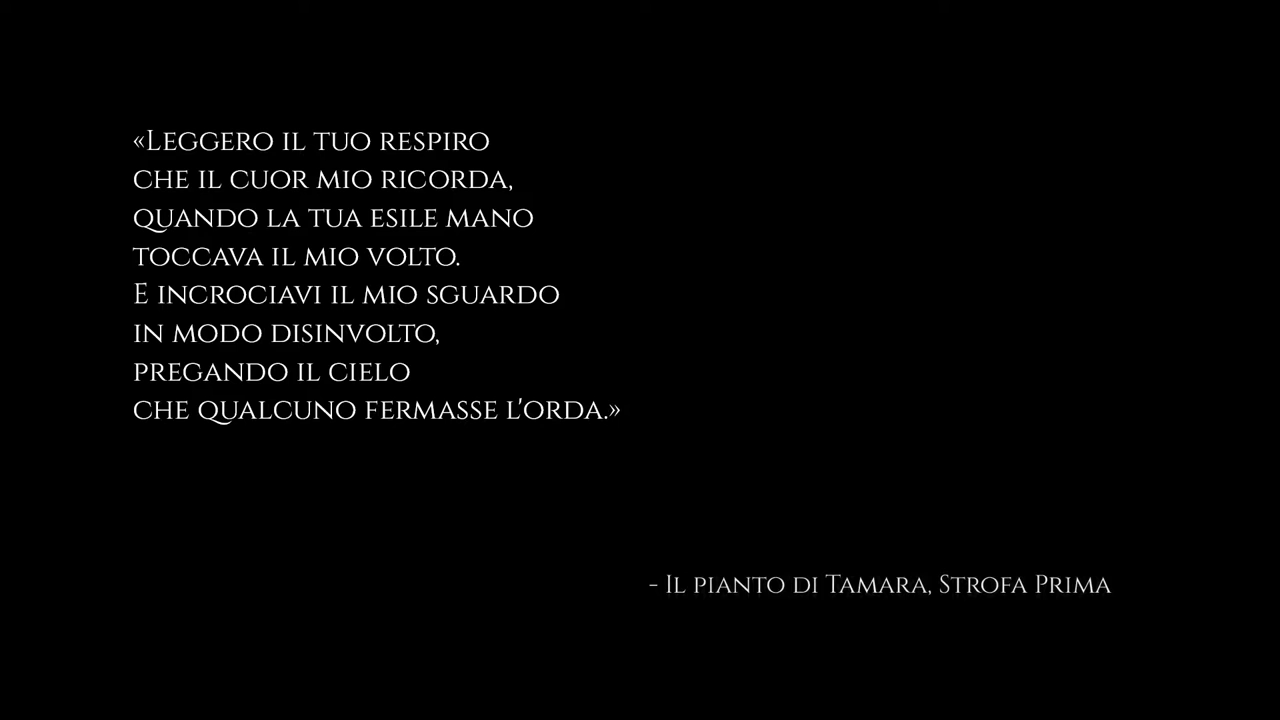 «Leggero il tuo respiro
che il cuor mio ricorda,
quando la tua esile mano
toccava il mio volto.
E incrociavi il mio sguardo
in modo disinvolto,
pregando il cielo
che qualcuno fermasse l'orda.»
- Il pianto di Tamara, Strofa Prima